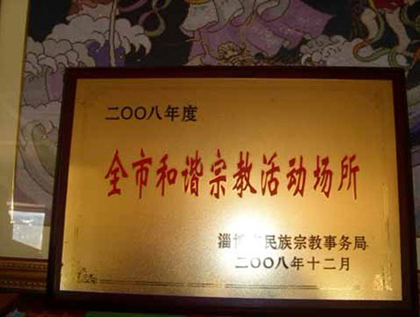 二〇〇八年度
全市和谐宗教活动场所
淄 民族宗教事务局
二〇〇八年十二月